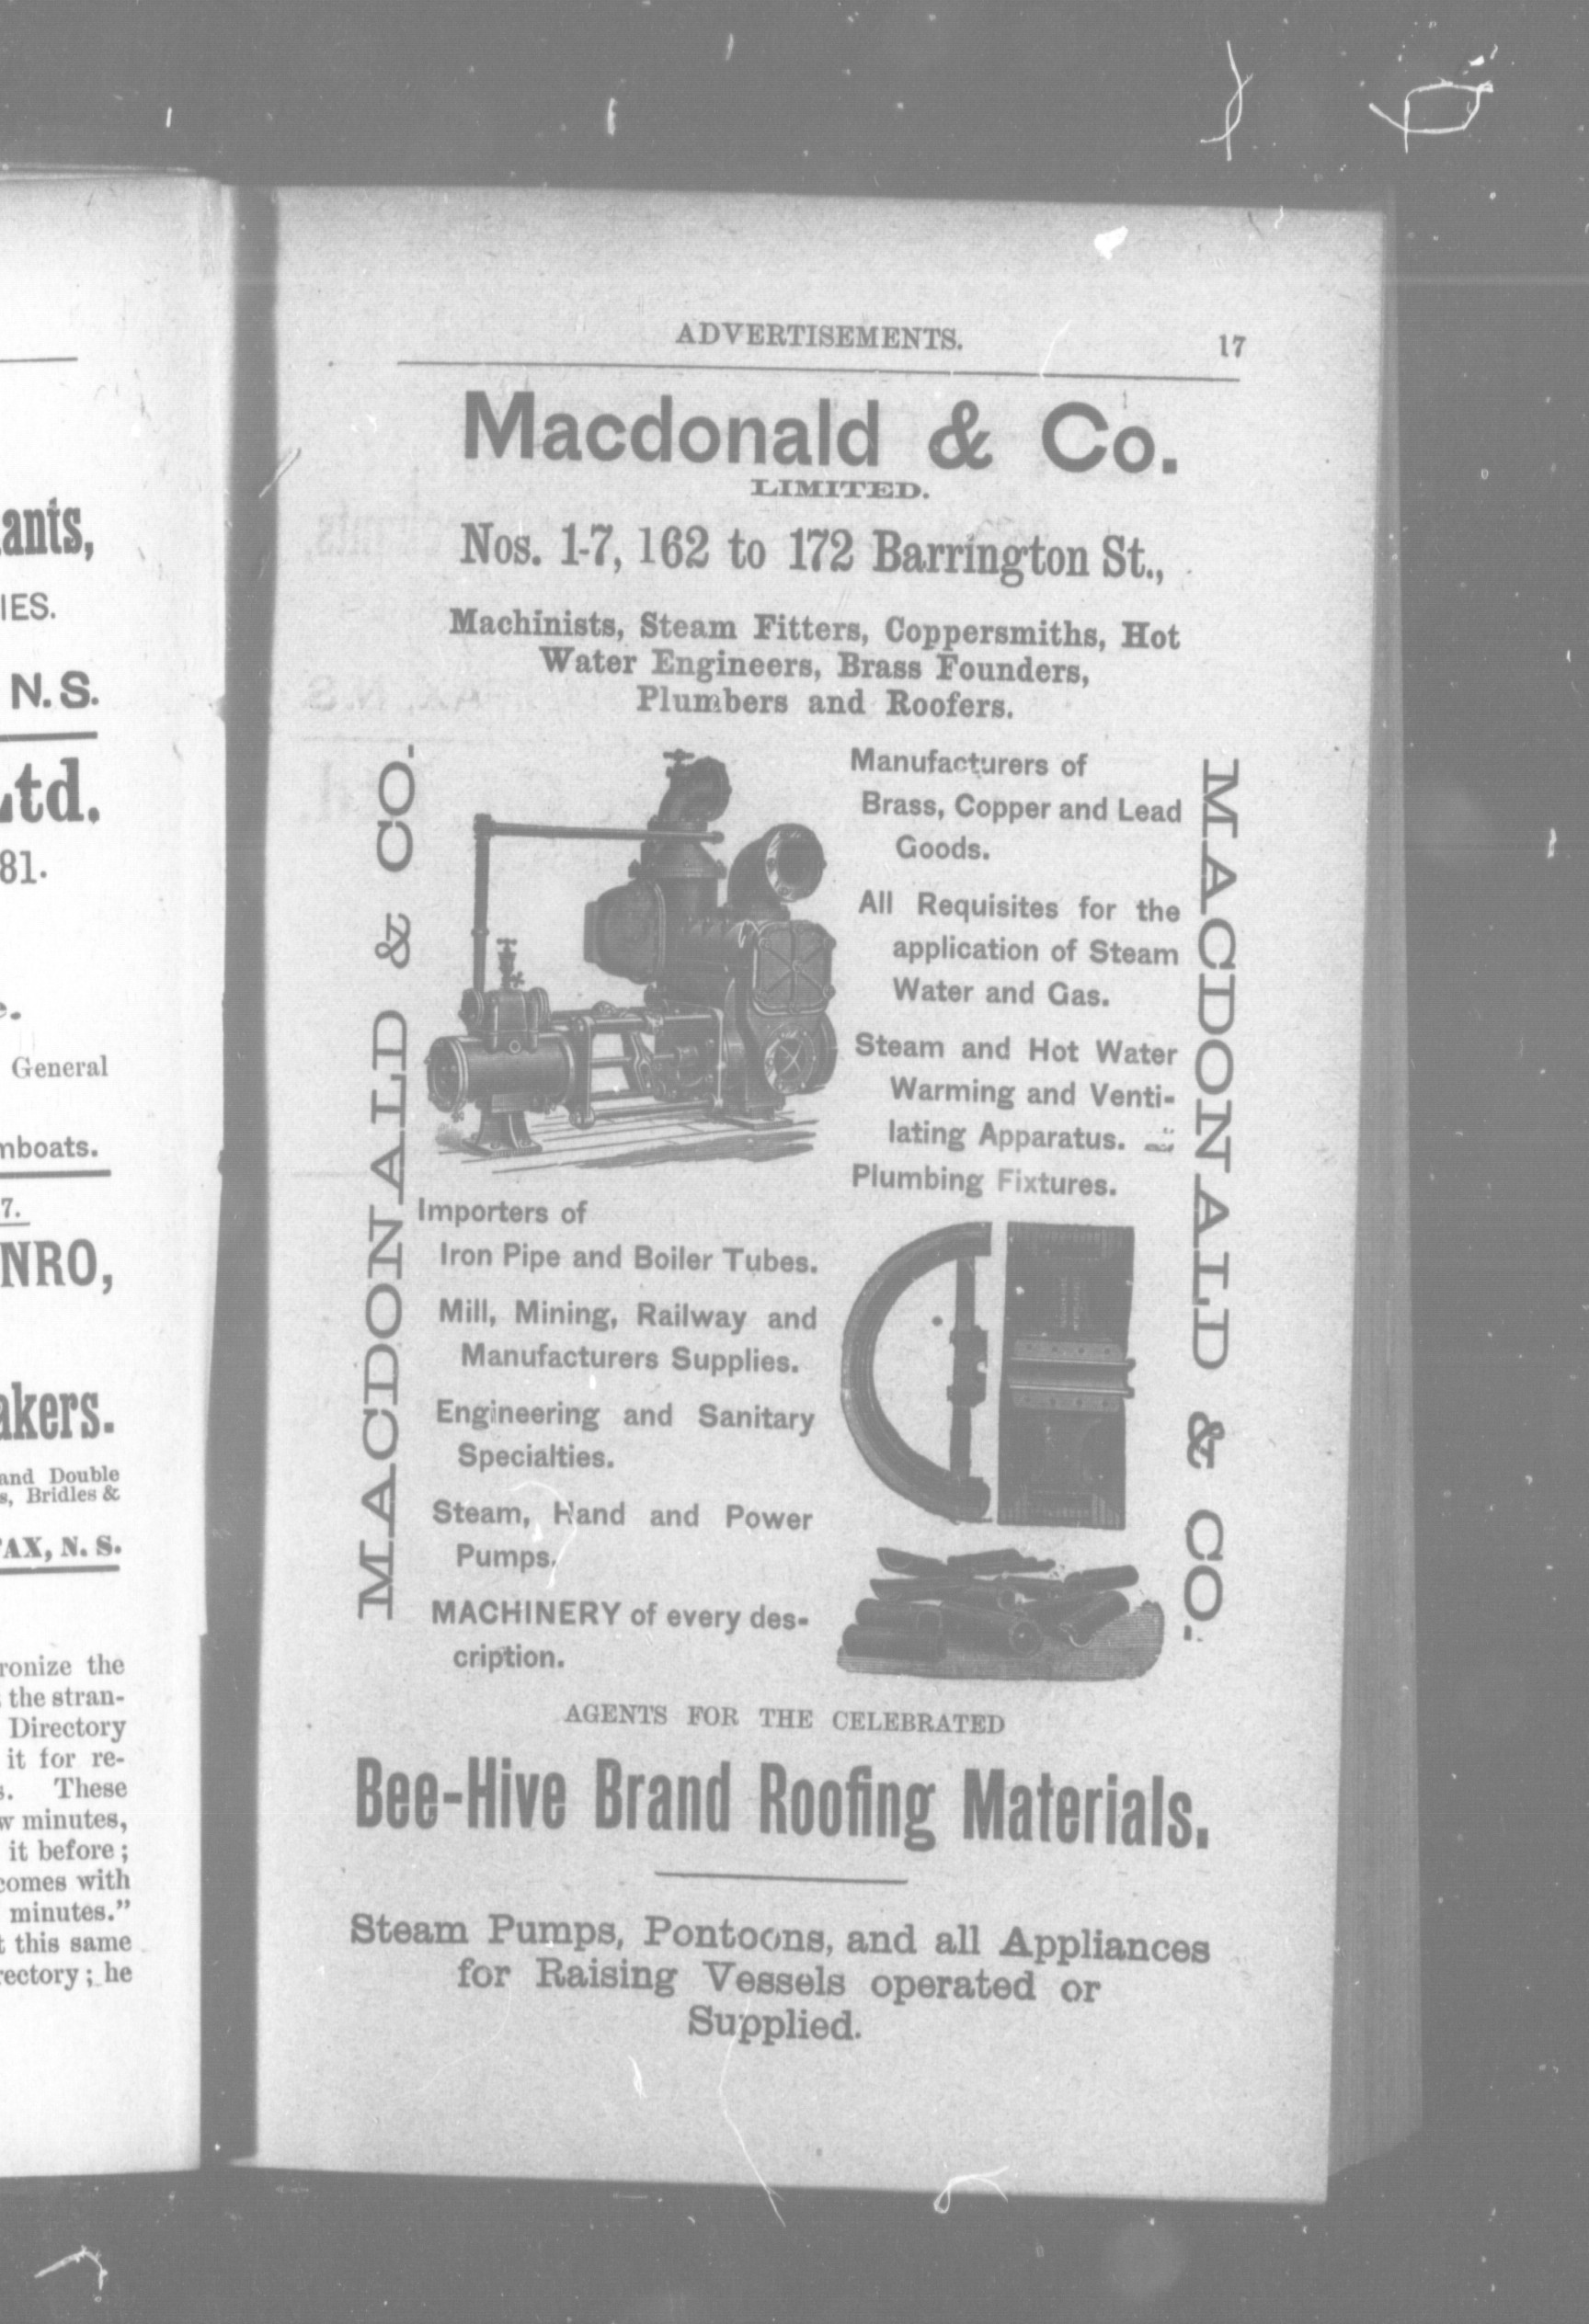 ants,
IES.
N. S.
Ltd.
81.
General
mboats.
7.
NRO,
akers.
and Double
s, Bridles &
AX, N. S.
ronize the
the stran-
Directory
it for re-
s. These
w minutes,
it before;
comes with
minutes."
t this same
rectory; he
ADVERTISEMENTS. 17
Macdonald & Co.
LIMITED.
Nos. 1-7, 162 to 172 Barrington St.,
Machinists, Steam Fitters, Coppersmiths, Hot
Water Engineers, Brass Founders,
Plumbers and Roofers.
MACDONALD & CO.
Manufacturers of
Brass, Copper and Lead
Goods.
All Requisites for the
application of Steam
Water and Gas.
Steam and Hot Water
Warming and Venti-
lating Apparatus.
Plumbing Fixtures.
MACDONALD & CO.
Importers of
Iron Pipe and Boiler Tubes.
Mill, Mining, Railway and
Manufacturers Supplies.
Engineering and Sanitary
Specialties.
Steam, Hand and Power
Pumps.
MACHINERY of every des-
cription.
AGENTS FOR THE CELEBRATED
Bee-Hive Brand Roofing Materials.
Steam Pumps, Pontoons, and all Appliances
for Raising Vessels operated or
Supplied.